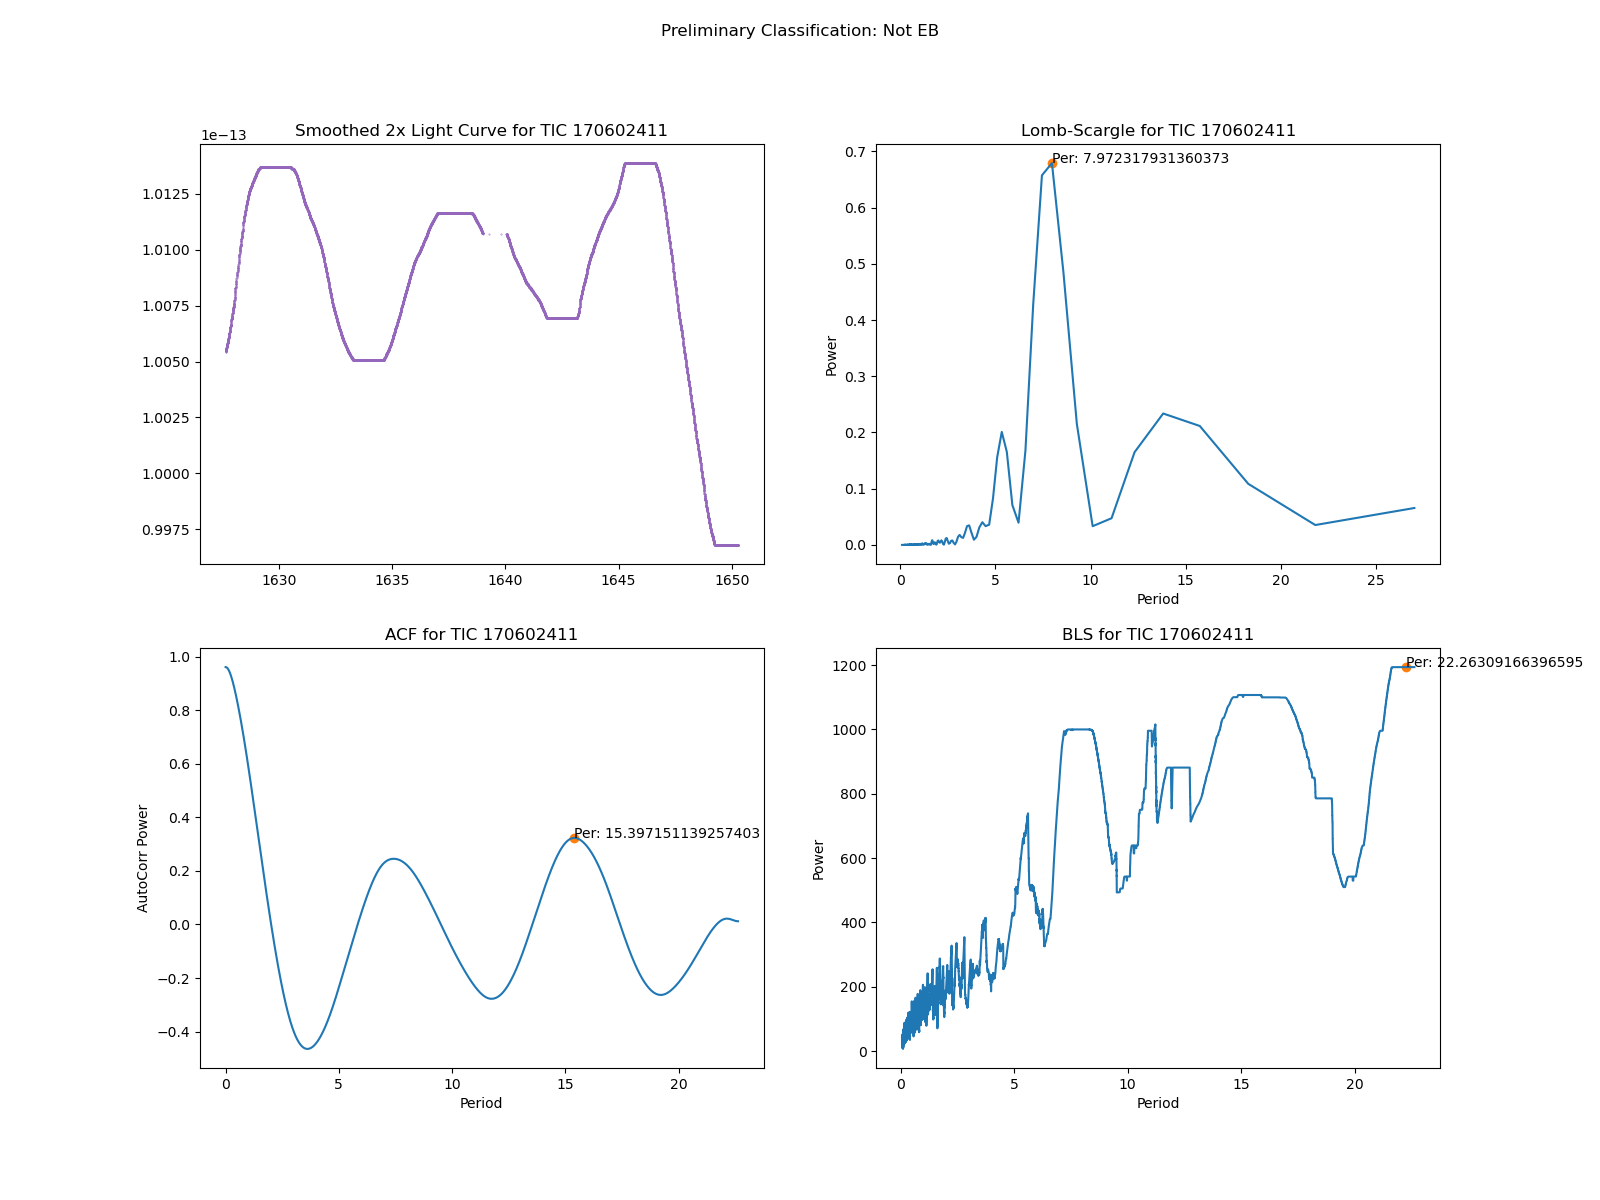 Preliminary Classification: Not EB
1e−13
Smoothed 2x Light Curve for TIC 170602411
1.0125
1.0100
1.0075
1.0050
1.0025
1.0000
0.9975
1630 1635 1640 1645 1650
Lomb-Scargle for TIC 170602411
Per: 7.972317931360373
Power
0.7
0.6
0.5
0.4
0.3
0.2
0.1
0.0
0 5 10 15 20 25
Period
ACF for TIC 170602411
Per: 15.397151139257403
AutoCorr Power
1.0
0.8
0.6
0.4
0.2
0.0
−0.2
−0.4
0 5 10 15 20
Period
BLS for TIC 170602411
Per: 22.26309166396595
Power
1200
1000
800
600
400
200
0
0 5 10 15 20
Period